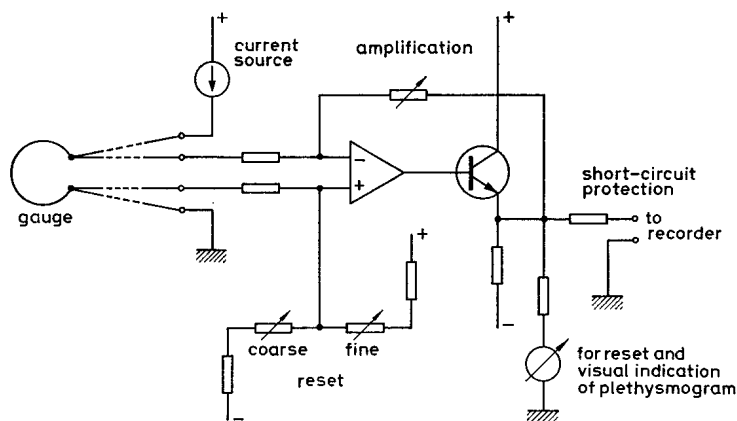 +
current
source
amplification
+
gauge
−
+
short-circuit
protection
to
recorder
+
coarse
fine
reset
−
−
for reset and
visual indication
of plethysmogram